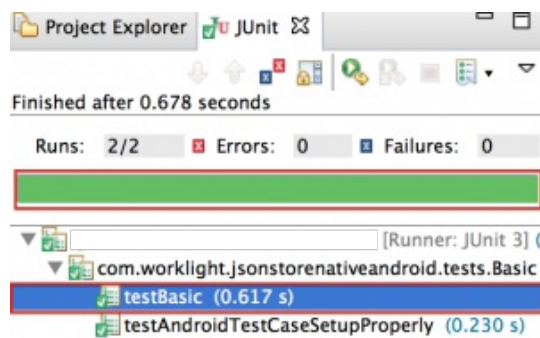 Project Explorer JUnit
Finished after 0.678 seconds
Runs: 2/2 Errors: 0 Failures: 0
[Runner: JUnit 3] (
com.worklight.jsonstorenativeandroid.tests.Basic
testBasic (0.617 s)
testAndroidTestCaseSetupProperly (0.230 s)